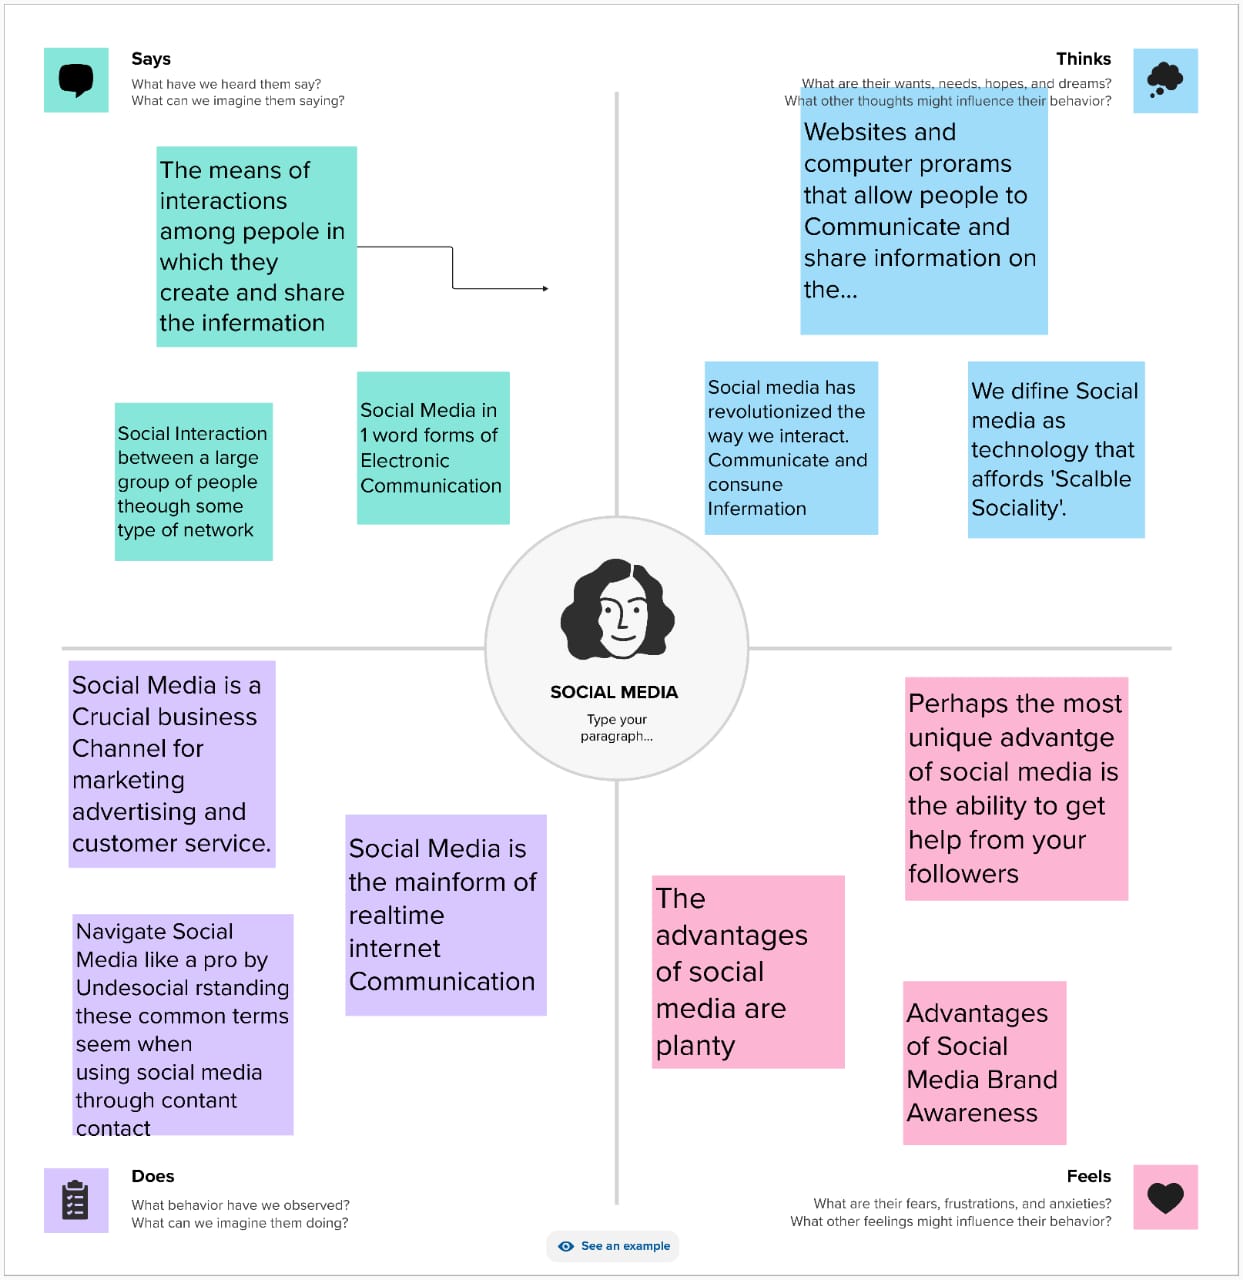 Says
What have we heard them say?
What can we imagine them saying?
Thinks
What are their wants, needs, hopes, and dreams?
What other thoughts might influence their behavior?
The means of
interactions
among pepole in
which they
create and share
the infermation
Social Interaction
between a large
group of people
theough some
type of network
Social Media in
1 word forms of
Electronic
Communication
Websites and
computer prorams
that allow people to
Communicate and
share information on
the...
Social media has
revolutionized the
way we interact.
Communicate and
consune
Infermation
We difine Social
media as
technology that
affords 'Scalble
Sociality'.
SOCIAL MEDIA
Type your
paragraph...
Social Media is a
Crucial business
Channel for
marketing
advertising and
customer service.
Social Media is
the mainform of
realtime
internet
Communication
Navigate Social
Media like a pro by
Undesocial rstanding
these common terms
seem when
using social media
through contant
contact
Perhaps the most
unique advantge
of social media is
the ability to get
help from your
followers
The
advantages
of social
media are
planty
Advantages
of Social
Media Brand
Awareness
Does
What behavior have we observed?
What can we imagine them doing?
Feels
What are their fears, frustrations, and anxieties?
What other feelings might influence their behavior?
See an example